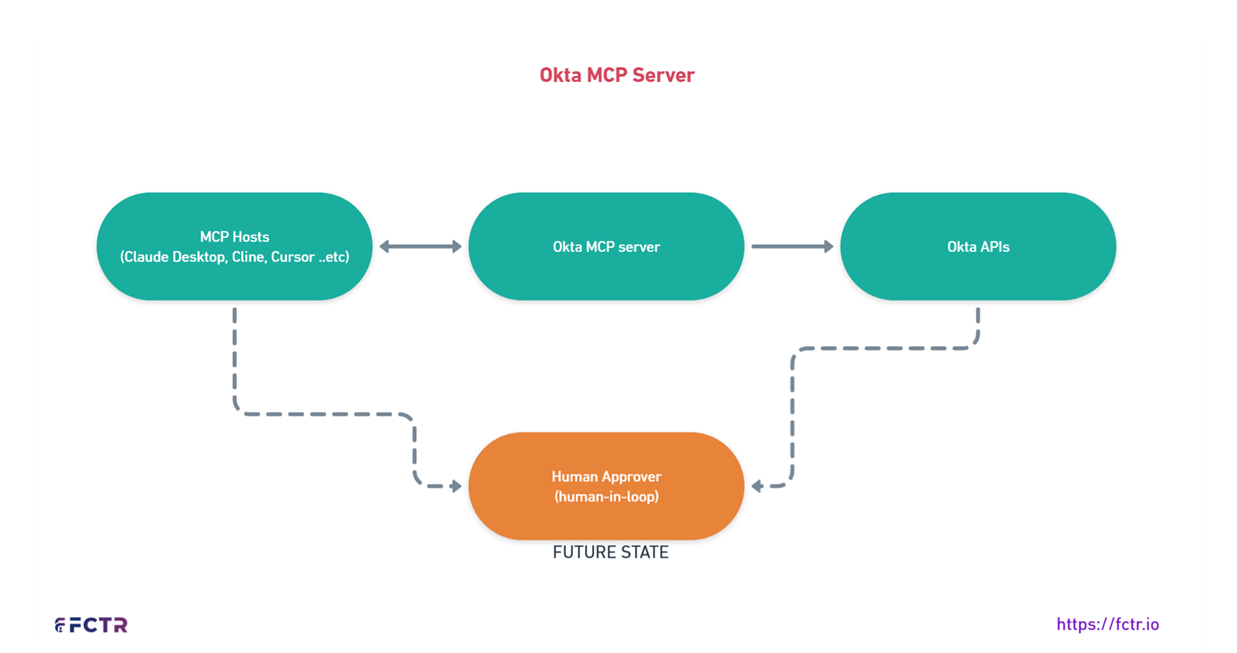 Okta MCP Server
MCP Hosts
(Claude Desktop, Cline, Cursor ..etc)
Okta MCP server
Okta APIs
Human Approver
(human-in-loop)
FUTURE STATE
FCTR
https://fctr.io